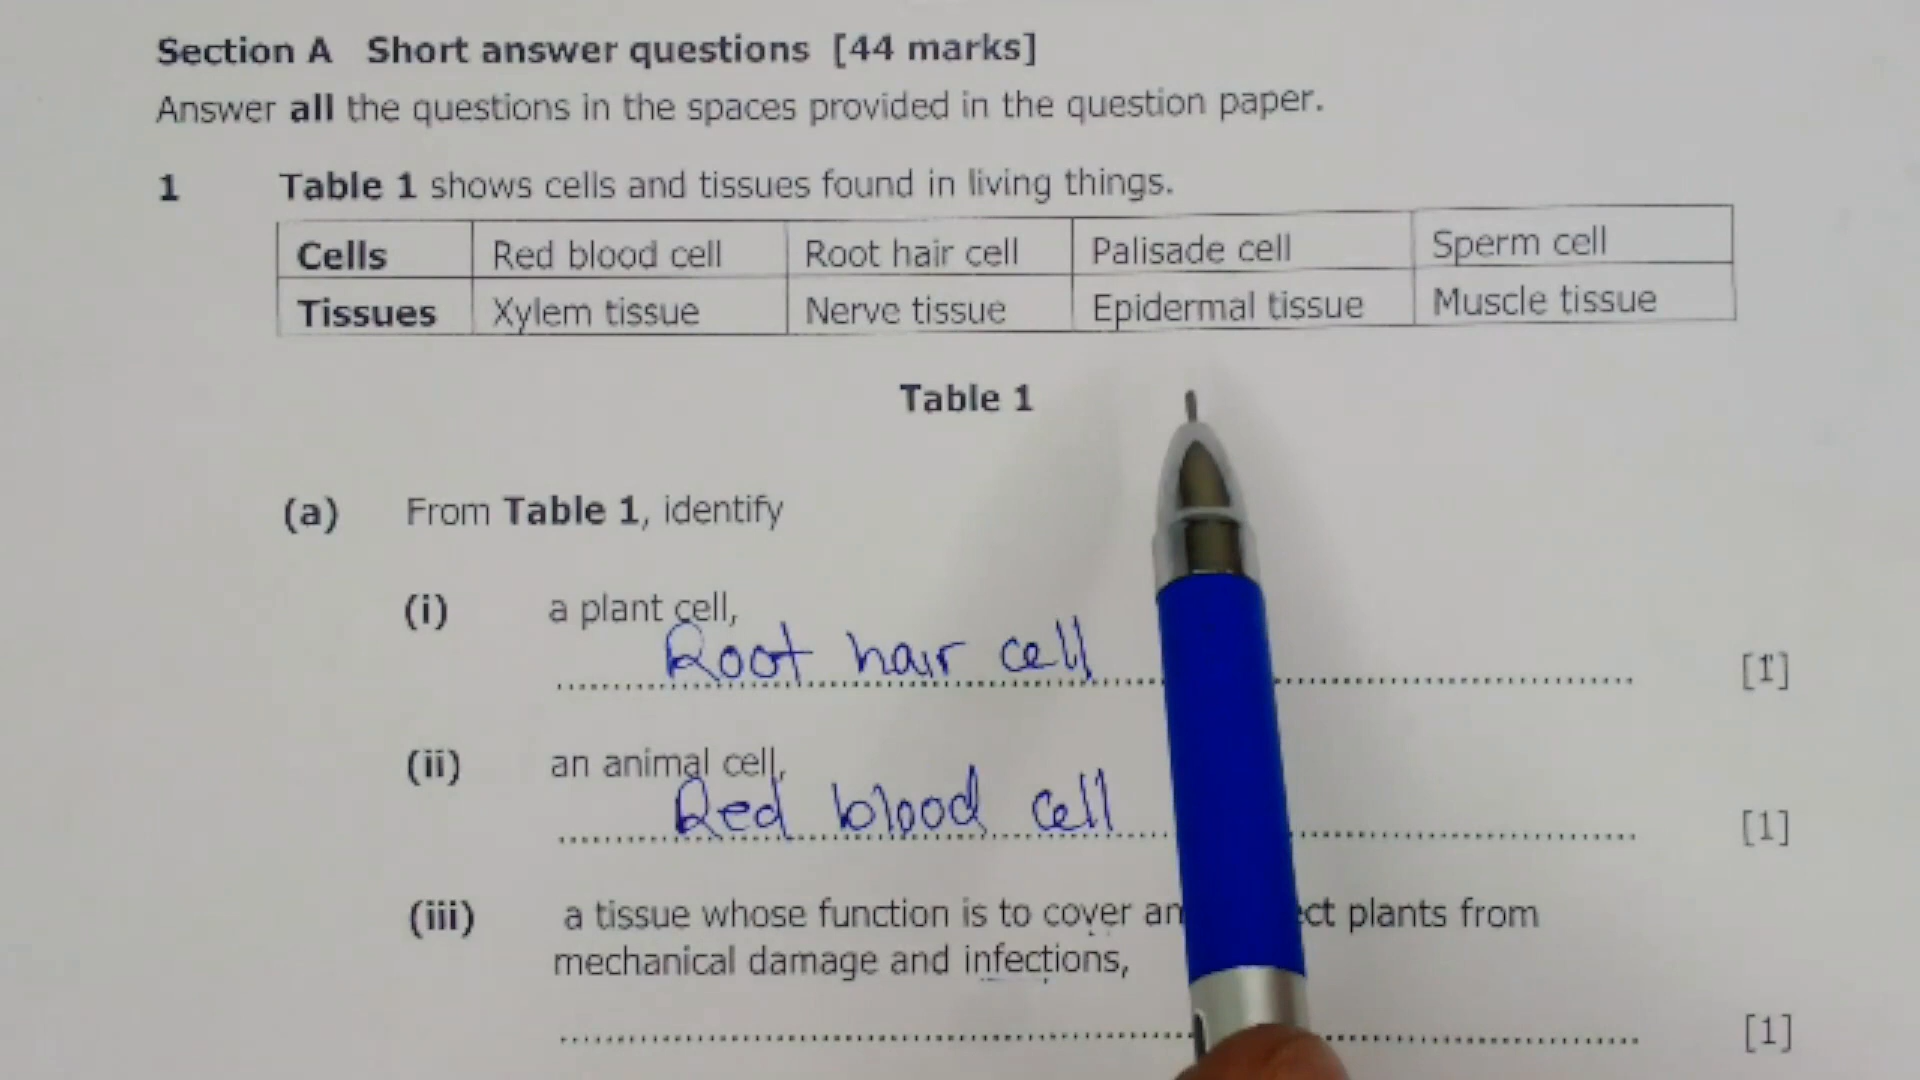 Section A Short answer questions [44 marks]
Answer all the questions in the spaces provided in the question paper.
1 Table 1 shows cells and tissues found in living things.
Cells Red blood cell Root hair cell Palisade cell Sperm cell
Tissues Xylem tissue Nerve tissue Epidermal tissue Muscle tissue
Table 1
(a) From Table 1, identify
(i) a plant cell,
Root hair cell [1]
(ii) an animal cell,
Red blood cell [1]
(iii) a tissue whose function is to cover plants from
mechanical damage and infections,
[1]